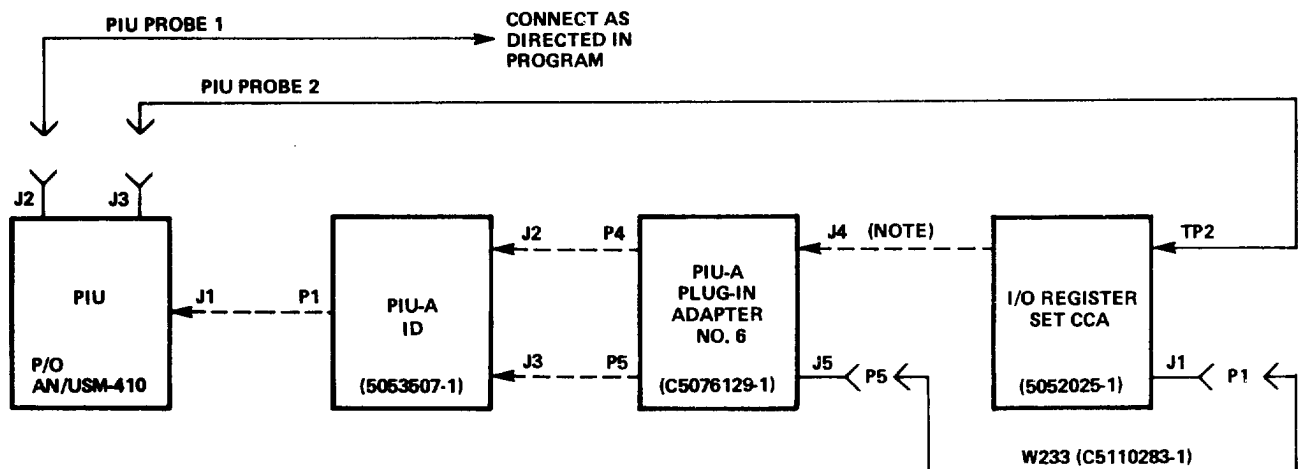 PIU PROBE 1
CONNECT AS
DIRECTED IN
PROGRAM
PIU PROBE 2
J2
J3
PIU
P/O
AN/USM-410
J1
P1
PIU-A
ID
(5053507-1)
J2
P4
J3
P5
PIU-A
PLUG-IN
ADAPTER
NO. 6
(C5076129-1)
J4 (NOTE)
J5
P5
I/O REGISTER
SET CCA
(5052025-1)
TP2
J1
P1
W233 (C5110283-1)